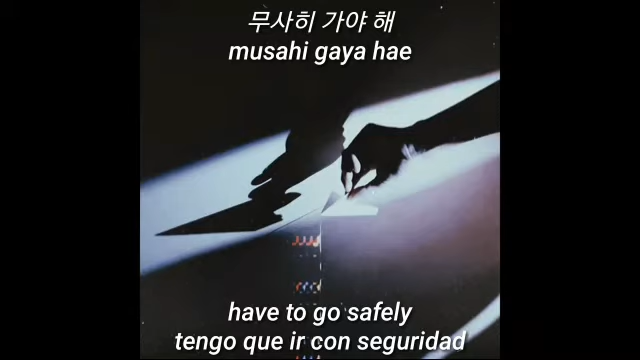 무사히 가야 해
musahi gaya hae
have to go safely
tengo que ir con seguridad